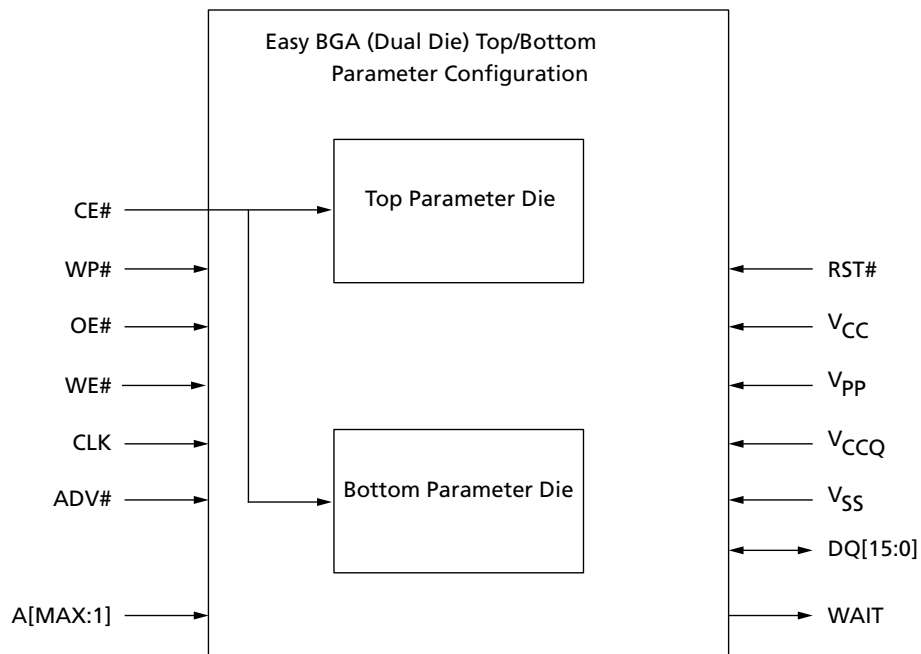 Easy BGA (Dual Die) Top/Bottom
Parameter Configuration
Top Parameter Die
CE#
WP#
RST#
OE#
VCC
WE#
VPP
CLK
VCCQ
Bottom Parameter Die
ADV#
VSS
DQ[15:0]
A[MAX:1]
WAIT